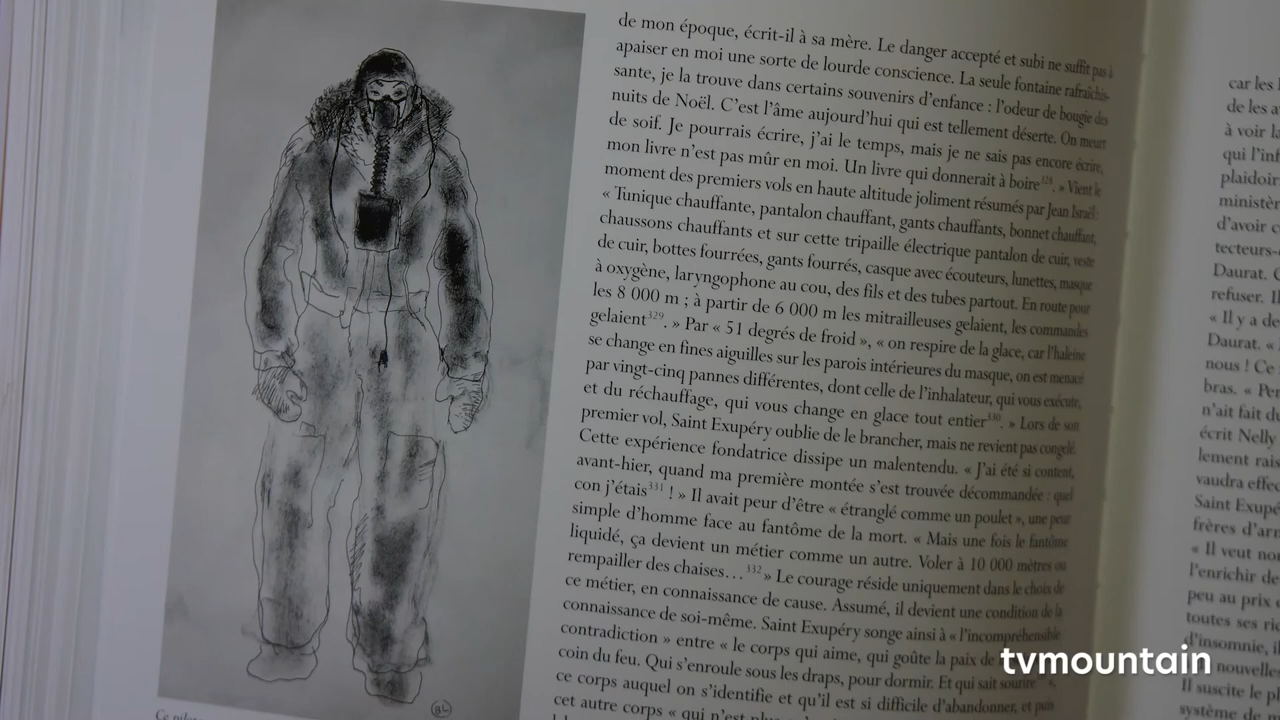 de mon époque, écrit-il à sa mère. Le danger accepté et subi ne suffit pas à
apaiser en moi une sorte de lourde conscience. La seule fontaine rafraîchis-
sante, je la trouve dans certains souvenirs d'enfance : l'odeur de bougie des
nuits de Noël. C'est l'âme aujourd'hui qui est tellement déserte. On meurt
de soif. Je pourrais écrire, j'ai le temps, mais je ne sais pas encore écrire,
mon livre n'est pas mûr en moi. Un livre qui donnerait à boire328. » Vient le
moment des premiers vols en haute altitude joliment résumés par Jean Israël :
« Tunique chauffante, pantalon chauffant, gants chauffants, bonnet chauffant,
chaussons chauffants et sur cette tripaille électrique pantalon de cuir, veste
de cuir, bottes fourrées, gants fourrés, casque avec écouteurs, lunettes, masque
à oxygène, laryngophone au cou, des fils et des tubes partout. En route pour
les 8 000 m ; à partir de 6 000 m les mitrailleuses gelaient, les commandes
gelaient329. » Par « 51 degrés de froid », « on respire de la glace, car l'haleine
se change en fines aiguilles sur les parois intérieures du masque, on est menacé
par vingt-cinq pannes différentes, dont celle de l'inhalateur, qui vous exécute,
et du réchauffage, qui vous change en glace tout entier330. » Lors de son
premier vol, Saint Exupéry oublie de le brancher, mais ne revient pas congelé.
Cette expérience fondatrice dissipe un malentendu. « J'ai été si content,
avant-hier, quand ma première montée s'est trouvée décommandée : quel
con j'étais331 ! » Il avait peur d'être « étranglé comme un poulet », une peur
simple d'homme face au fantôme de la mort. « Mais une fois le fantôme
liquidé, ça devient un métier comme un autre. Voler à 10 000 mètres ou
rempailler des chaises…332 » Le courage réside uniquement dans le choix de
ce métier, en connaissance de cause. Assumé, il devient une condition de la
connaissance de soi-même. Saint Exupéry songe ainsi à « l'incompréhensible
contradiction » entre « le corps qui aime, qui goûte la paix de
coin du feu. Qui s'enroule sous les draps, pour dormir. Et qui sait sourire
ce corps auquel on s'identifie et qu'il est si difficile d'abandonner, et puis
cet autre corps « qui n'est plus
Ce pilote
BL
car les
de les
à voir la
qui l'inf
plaidoir
ministè
d'avoir
tecteurs-
Daurat.
refuser. Il
« Il y a de
Daurat. «
nous ! Ce
bras. « Per
n'ait fait du
écrit Nelly
lement rais
vaudra effec
Saint Exupé
frères d'arm
« Il veut no
l'enrichir de
peu au prix
toutes ses ri
d'insomnie, il
nouvelle
Il suscite le pl
système de
tvmountain